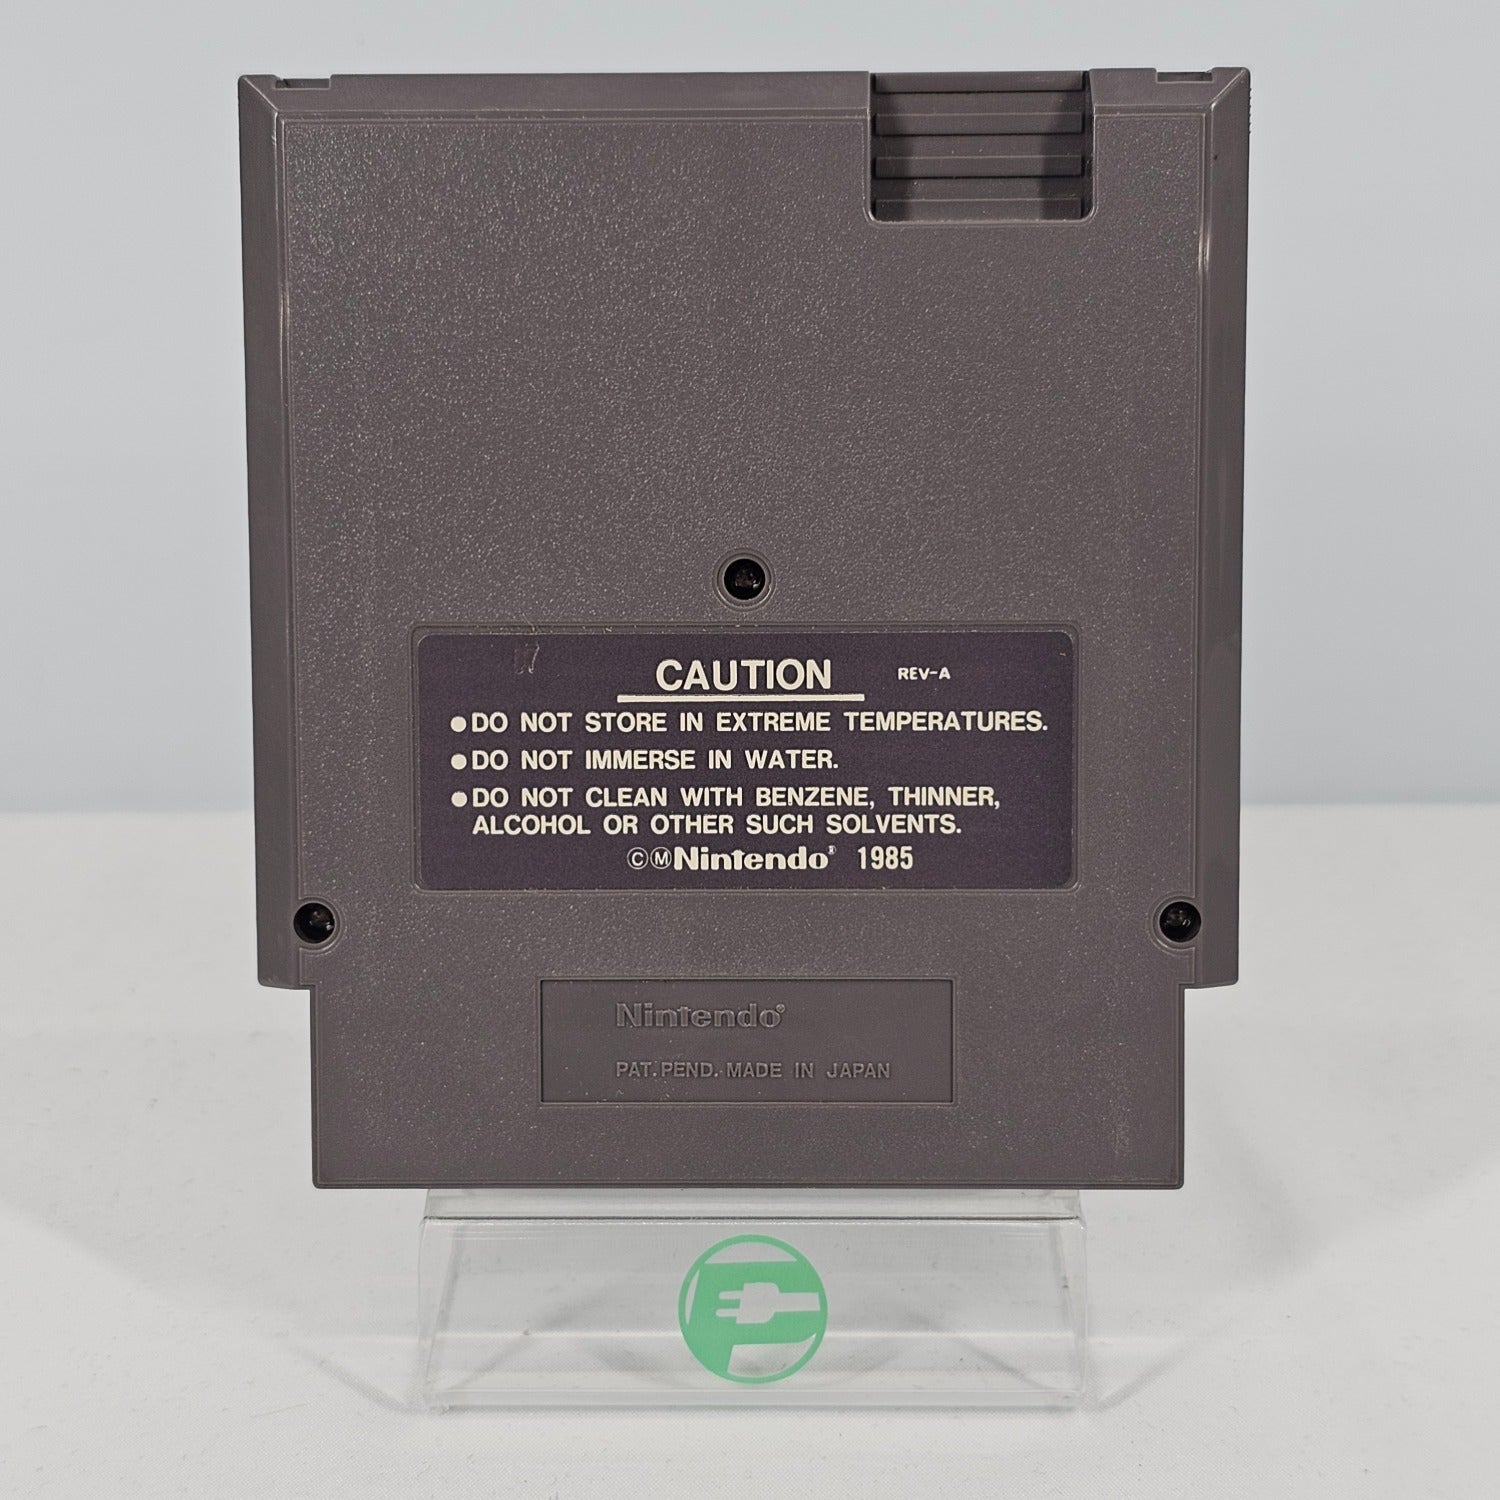 17
CAUTION REV-A
●DO NOT STORE IN EXTREME TEMPERATURES.
●DO NOT IMMERSE IN WATER.
●DO NOT CLEAN WITH BENZENE, THINNER,
ALCOHOL OR OTHER SUCH SOLVENTS.
©ⓂNintendo® 1985
Nintendo®
PAT. PEND. MADE IN JAPAN